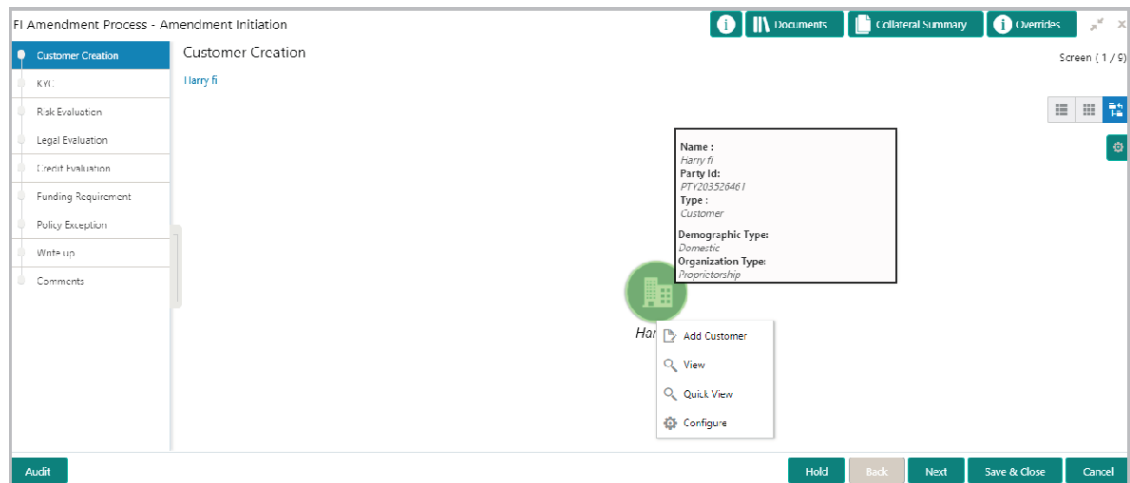 FI Amendment Process - Amendment Initiation
Documents
Collateral Summary
Overrides
Customer Creation
Customer Creation
Screen ( 1 / 9)
KYC
Harry fi
Risk Evaluation
Legal Evaluation
Credit Evaluation
Funding Requirement
Policy Exception
Write up
Comments
Name :
Harry fi
Party Id:
PTY203526461
Type :
Customer
Demographic Type:
Domestic
Organization Type:
Proprietorship
Har
Add Customer
View
Quick View
Configure
Audit
Hold
Back
Next
Save & Close
Cancel